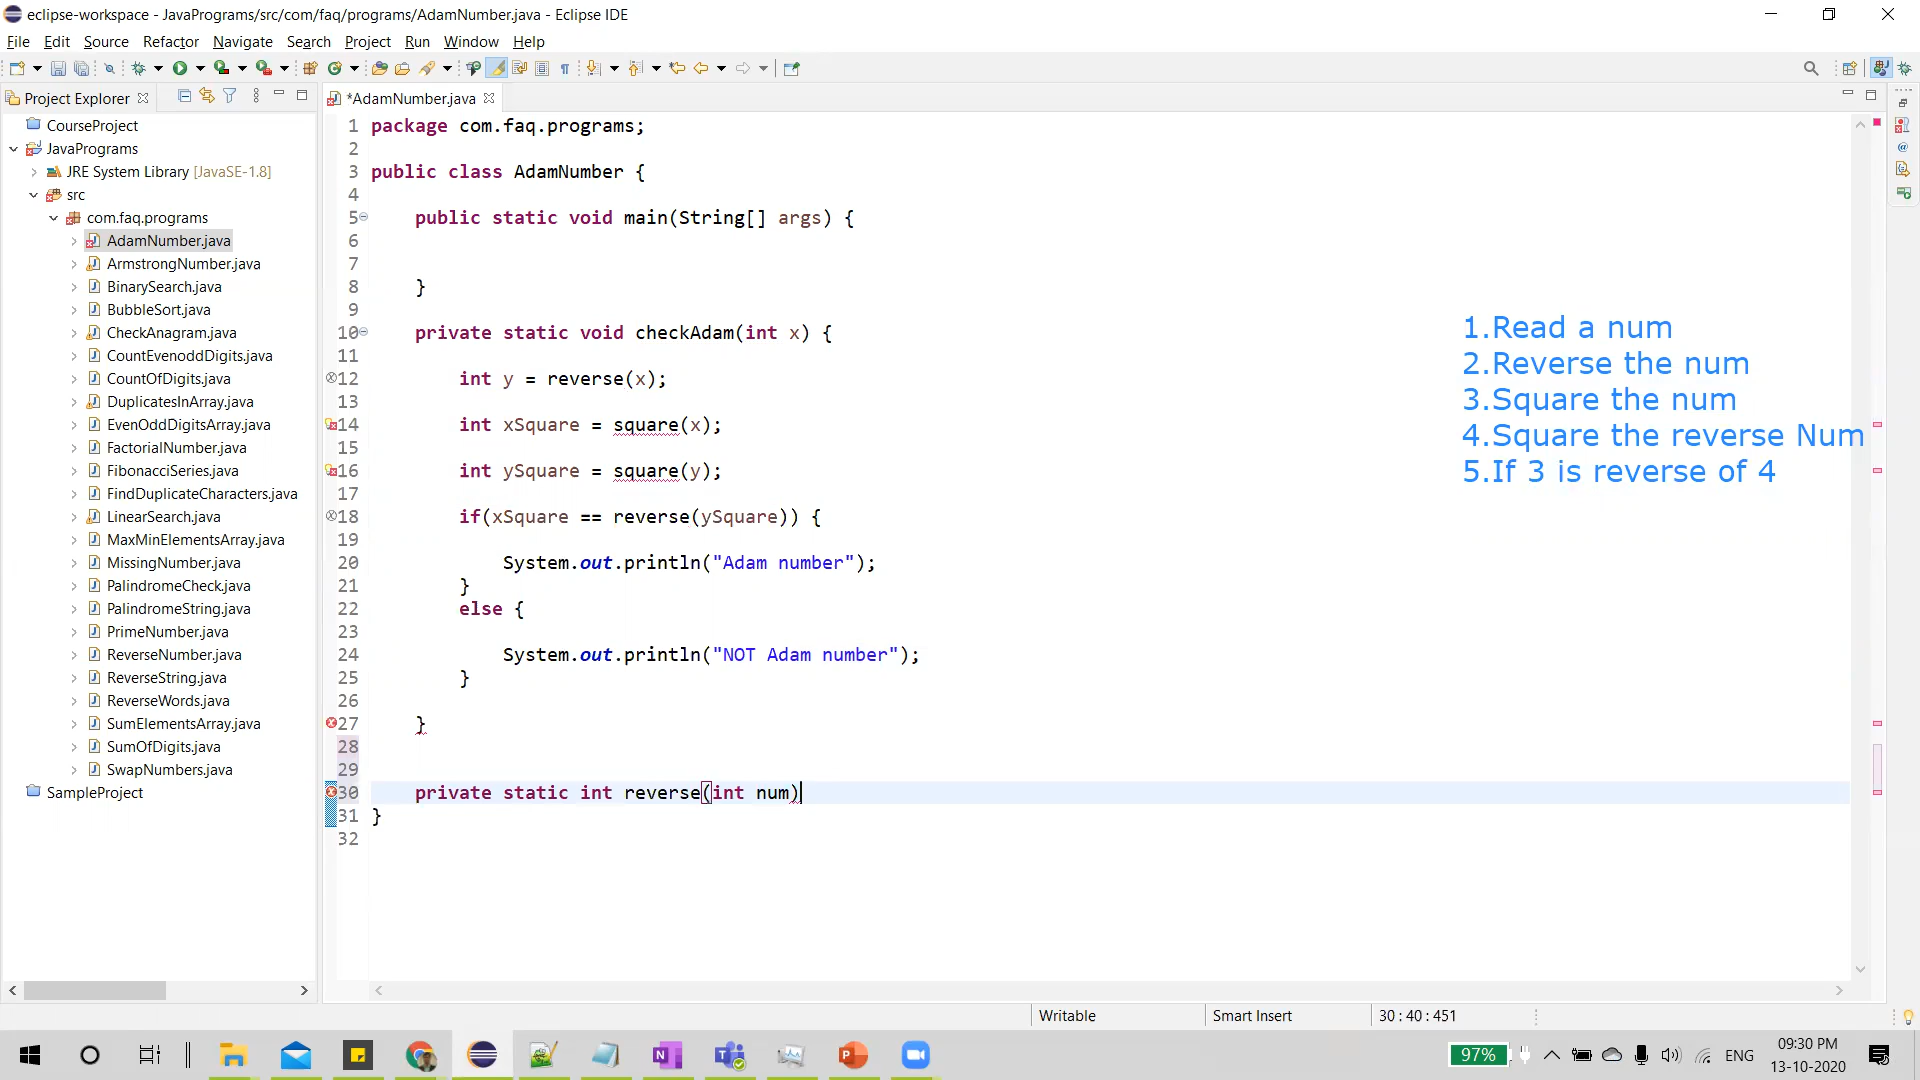 eclipse-workspace - JavaPrograms/src/com/faq/programs/AdamNumber.java - Eclipse IDE
File Edit Source Refactor Navigate Search Project Run Window Help
Project Explorer
*AdamNumber.java
CourseProject
JavaPrograms
JRE System Library [JavaSE-1.8]
src
com.faq.programs
AdamNumber.java
ArmstrongNumber.java
BinarySearch.java
BubbleSort.java
CheckAnagram.java
CountEvenoddDigits.java
CountOfDigits.java
DuplicatesInArray.java
EvenOddDigitsArray.java
FactorialNumber.java
FibonacciSeries.java
FindDuplicateCharacters.java
LinearSearch.java
MaxMinElementsArray.java
MissingNumber.java
PalindromeCheck.java
PalindromeString.java
PrimeNumber.java
ReverseNumber.java
ReverseString.java
ReverseWords.java
SumElementsArray.java
SumOfDigits.java
SwapNumbers.java
SampleProject
1 package com.faq.programs;
2
3 public class AdamNumber {
4
5 public static void main(String[] args) {
6
7
8 }
9
10 private static void checkAdam(int x) {
11
12 int y = reverse(x);
13
14 int xSquare = square(x);
15
16 int ySquare = square(y);
17
18 if(xSquare == reverse(ySquare)) {
19
20 System.out.println("Adam number");
21 }
22 else {
23
24 System.out.println("NOT Adam number");
25 }
26
27 }
28
29
30 private static int reverse(int num)
31 }
32
1.Read a num
2.Reverse the num
3.Square the num
4.Square the reverse Num
5.If 3 is reverse of 4
Writable Smart Insert 30 : 40 : 451
97% ENG 09:30 PM
13-10-2020